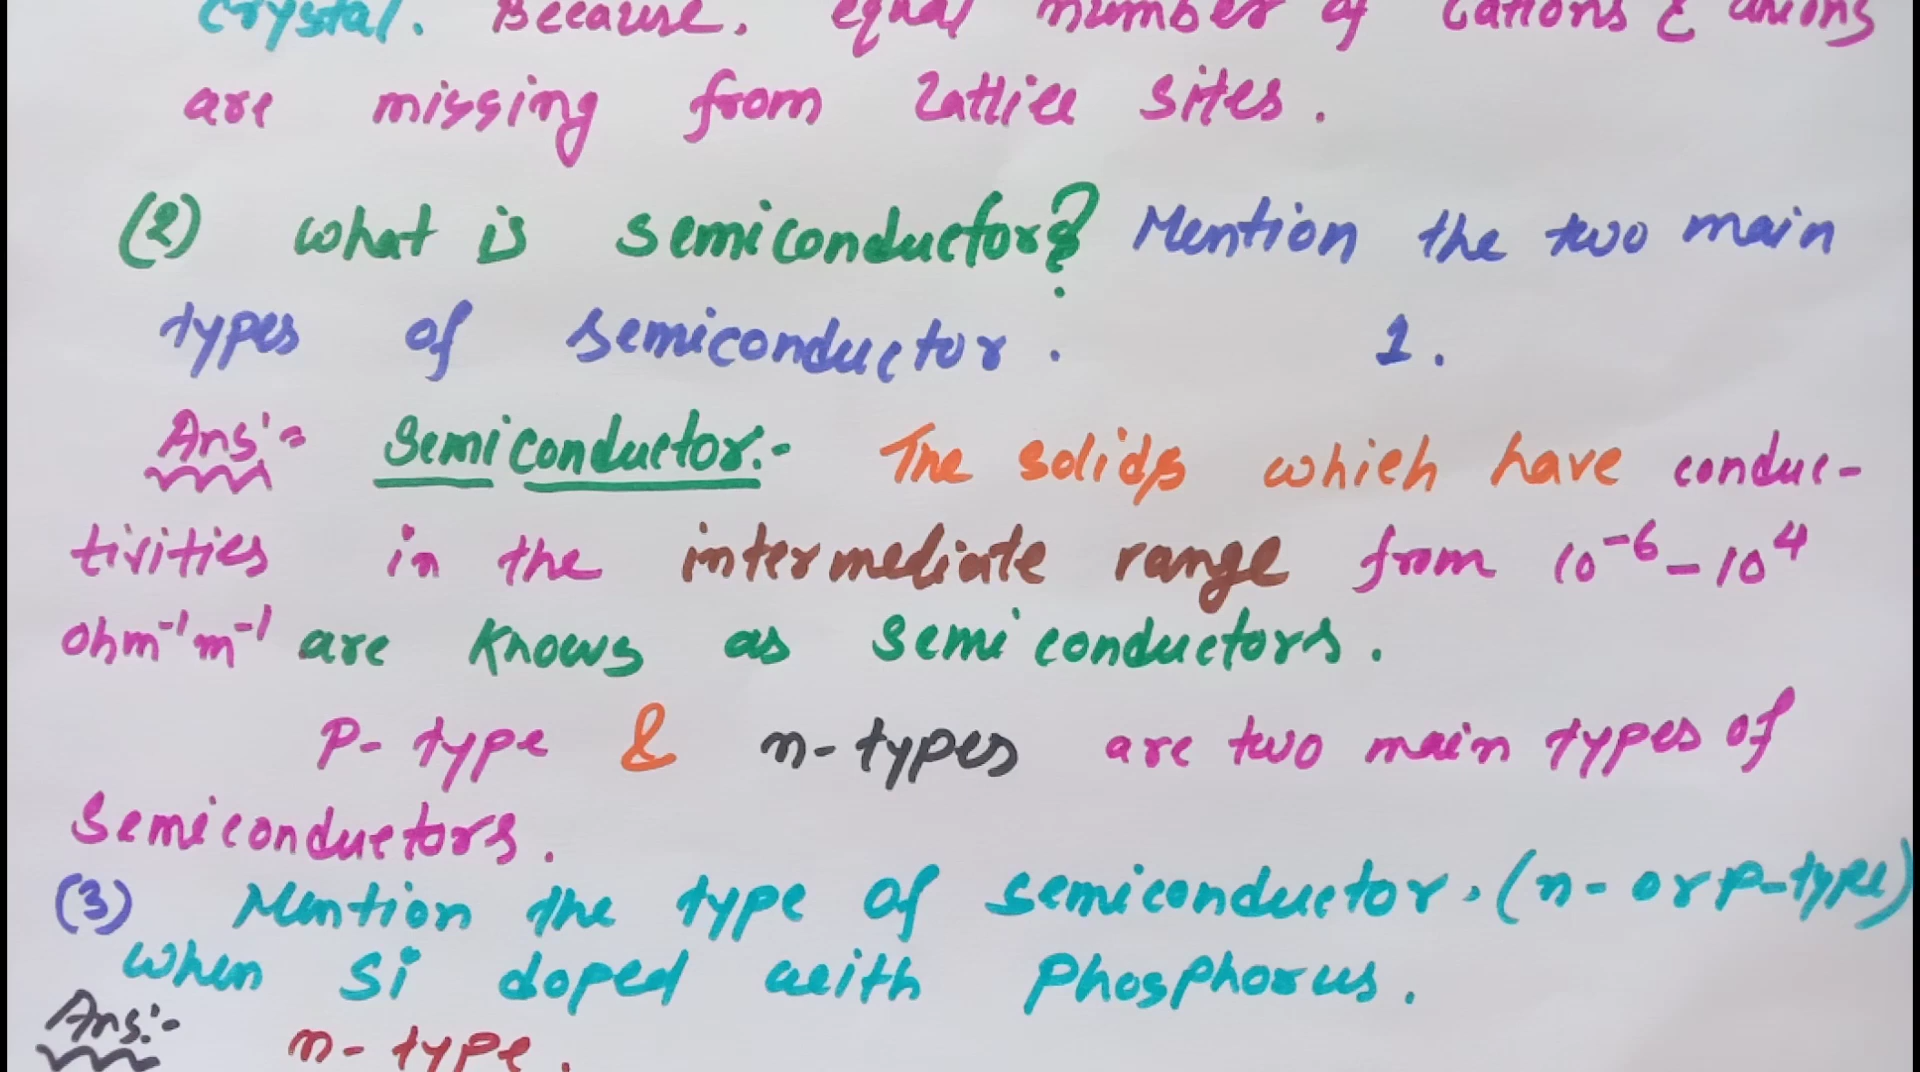 crystal. Because, equal number of cations & anions
are missing from Lattice sites.
(2) What is semiconductor? Mention the two main
types of semiconductor. 1.
Ans:- Semiconductor:- The solids which have conduc-
tivities in the intermediate range from 10⁻⁶ - 10⁴
ohm⁻¹m⁻¹ are knows as semiconductors.
P-type & n-types are two main types of
Semiconductors.
(3) Mention the type of semiconductor. (n- or P-type)
When Si doped with Phosphorus.
Ans:- n-type.